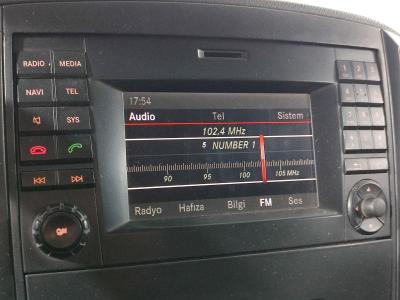 RADIO MEDIA
NAVI TEL
SYS
17:54
Audio Tel Sistem
102.4 MHz
5 NUMBER 1
90 95 100 105 MHz
Radyo Hafıza Bilgi FM Ses